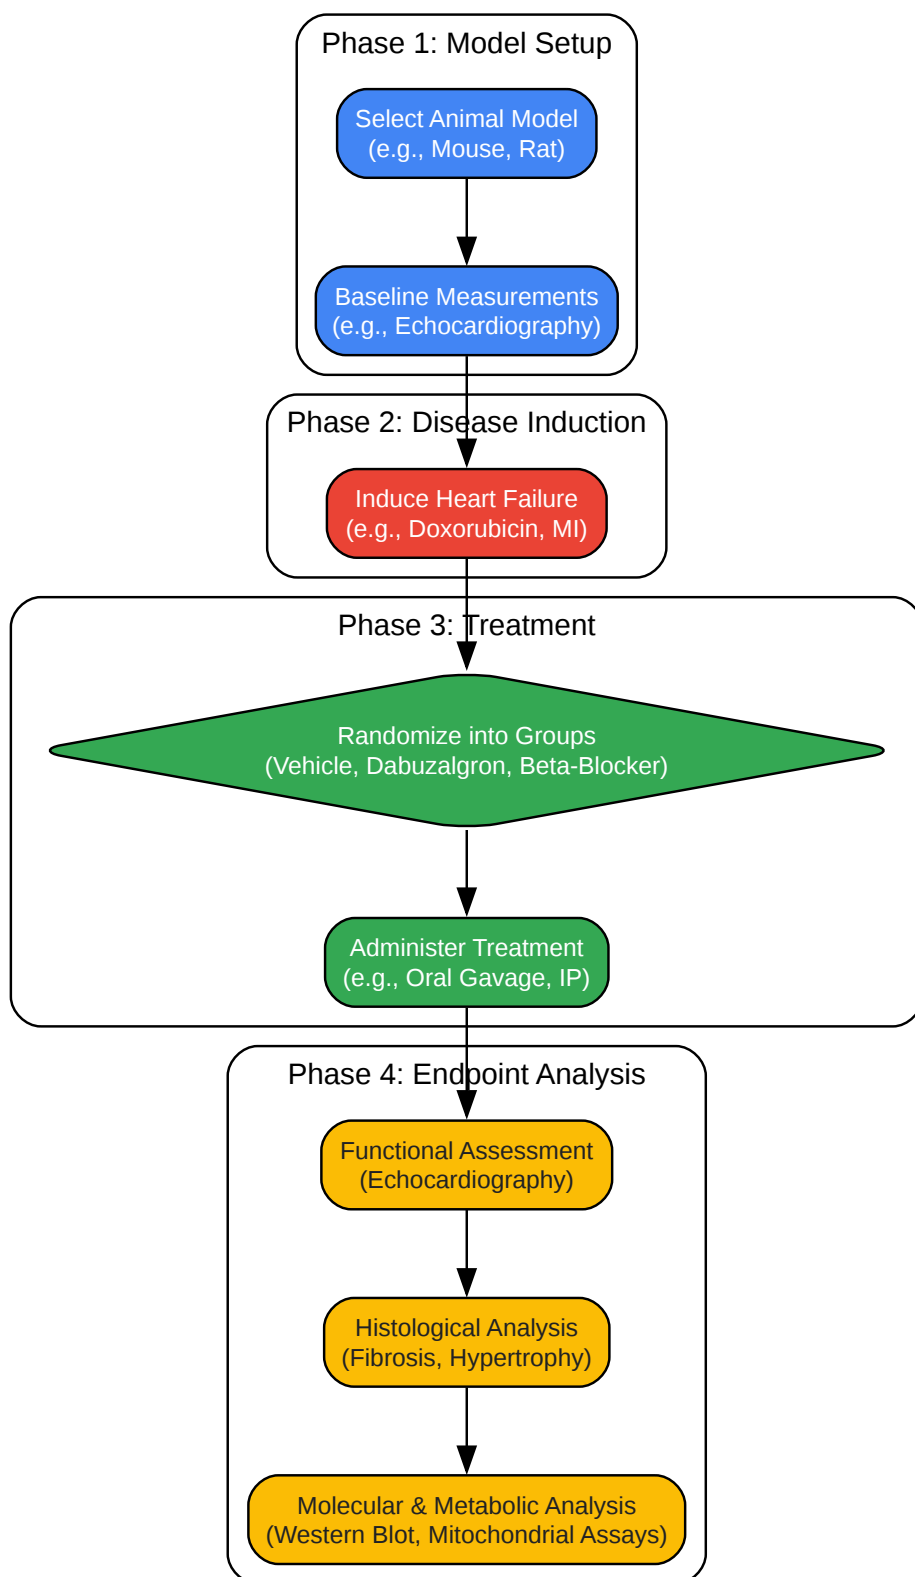 Phase 1: Model Setup
Select Animal Model
(e.g., Mouse, Rat)
Baseline Measurements
(e.g., Echocardiography)
Phase 2: Disease Induction
Induce Heart Failure
(e.g., Doxorubicin, MI)
Phase 3: Treatment
Randomize into Groups
(Vehicle, Dabuzalgron, Beta-Blocker)
Administer Treatment
(e.g., Oral Gavage, IP)
Phase 4: Endpoint Analysis
Functional Assessment
(Echocardiography)
Histological Analysis
(Fibrosis, Hypertrophy)
Molecular & Metabolic Analysis
(Western Blot, Mitochondrial Assays)